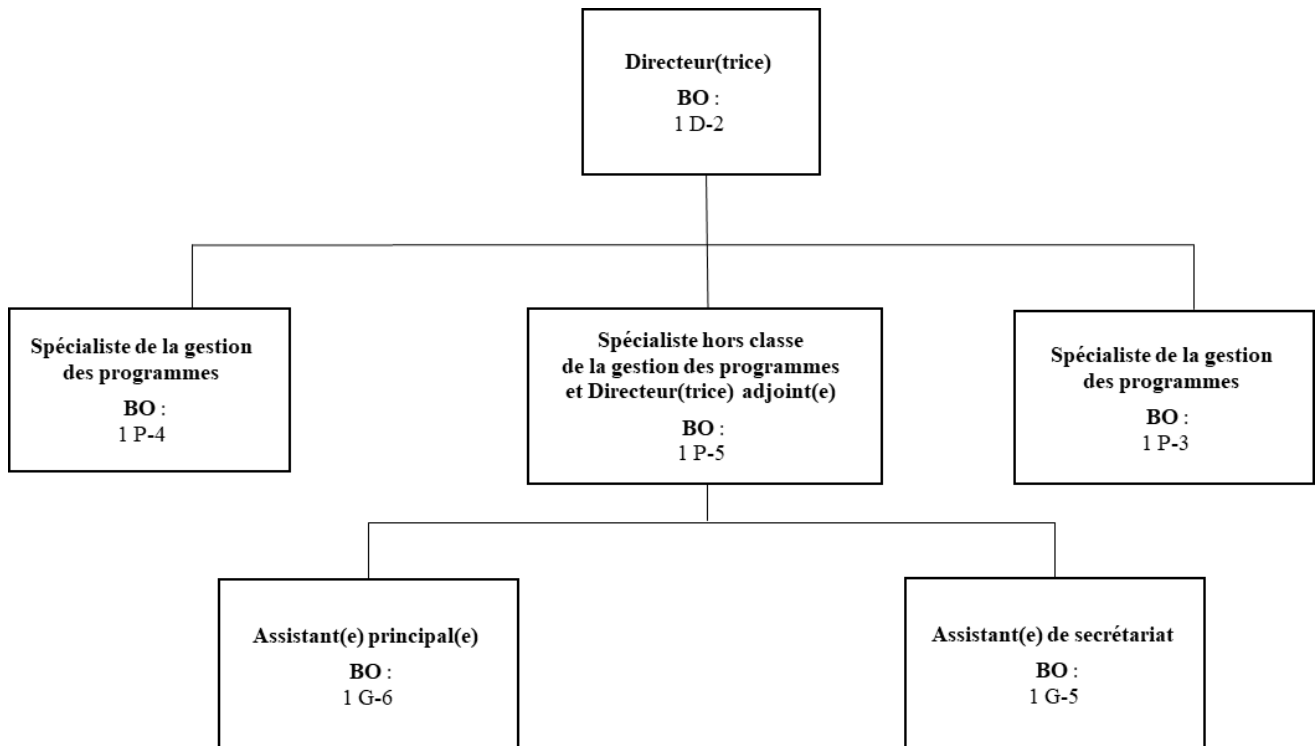 Directeur(trice)
BO :
1 D-2
Spécialiste de la gestion
des programmes
BO :
1 P-4
Spécialiste hors classe
de la gestion des programmes
et Directeur(trice) adjoint(e)
BO :
1 P-5
Spécialiste de la gestion
des programmes
BO :
1 P-3
Assistant(e) principal(e)
BO :
1 G-6
Assistant(e) de secrétariat
BO :
1 G-5